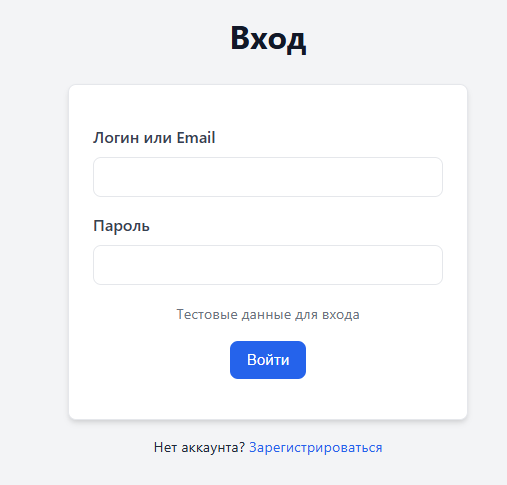 Вход
Логин или Email
Пароль
Тестовые данные для входа
Войти
Нет аккаунта? Зарегистрироваться